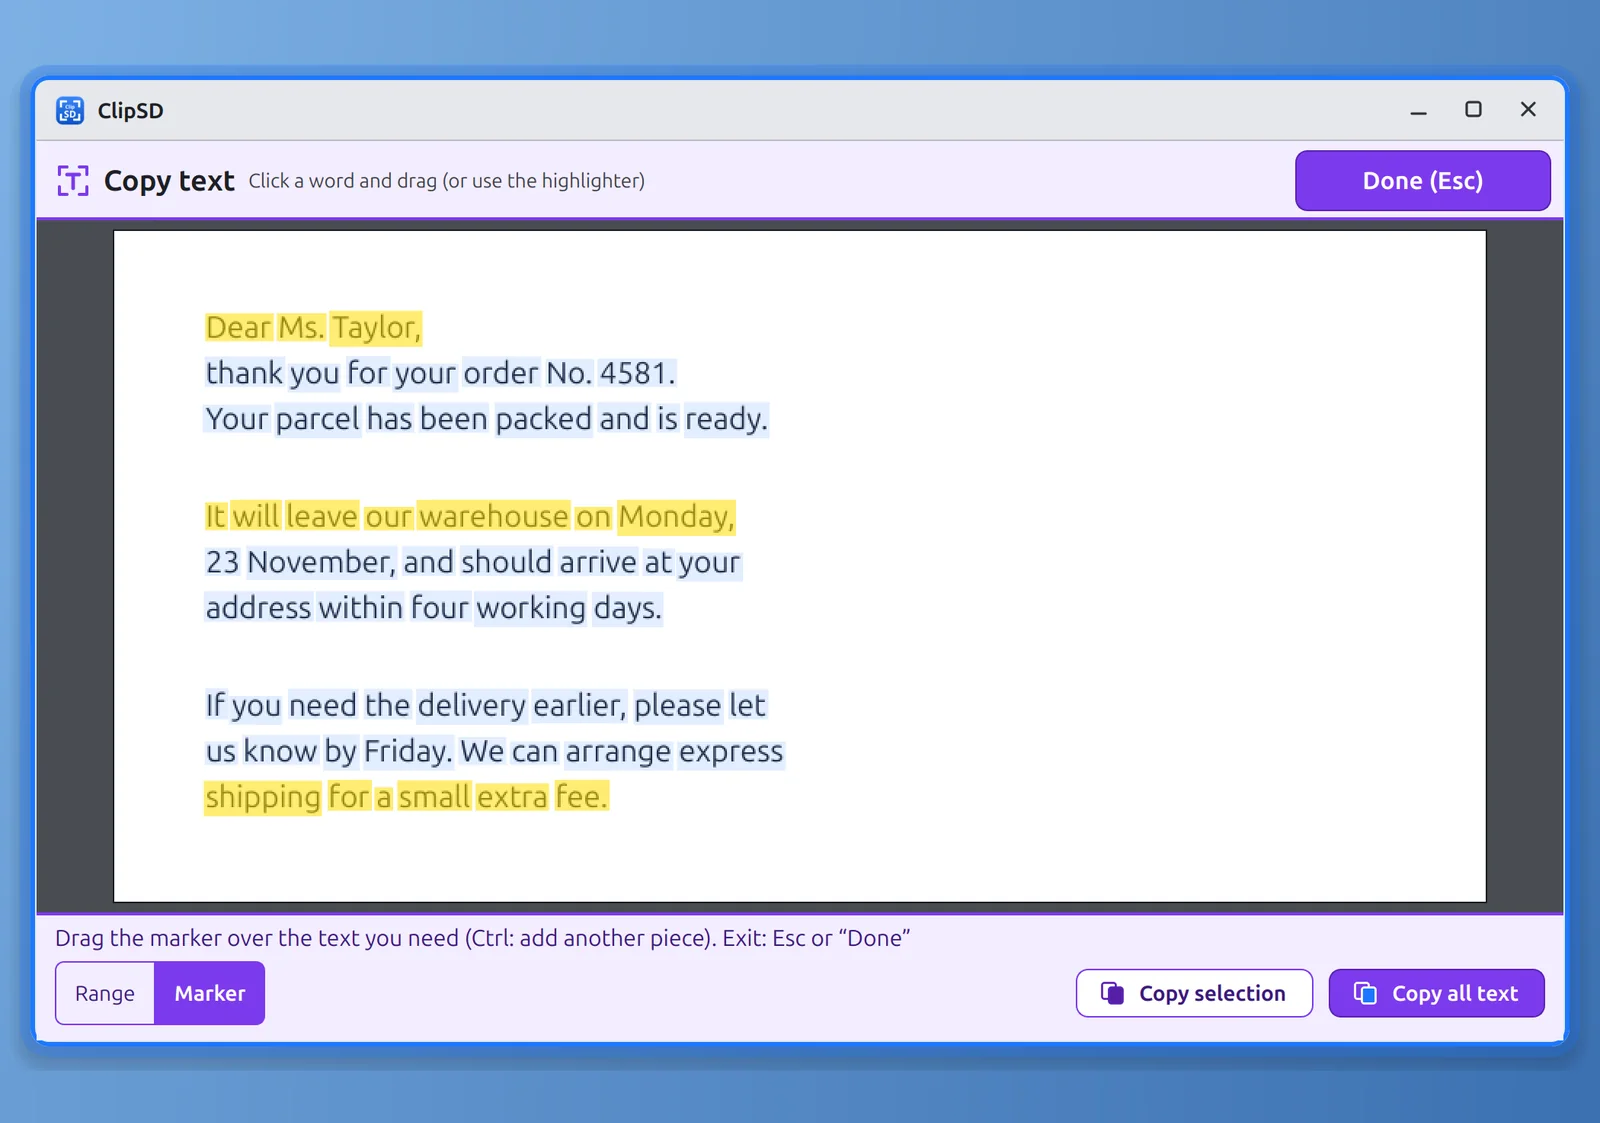 ClipSD
Copy text Click a word and drag (or use the highlighter)
Done (Esc)
Dear Ms. Taylor,
thank you for your order No. 4581.
Your parcel has been packed and is ready.
It will leave our warehouse on Monday,
23 November, and should arrive at your
address within four working days.
If you need the delivery earlier, please let
us know by Friday. We can arrange express
shipping for a small extra fee.
Drag the marker over the text you need (Ctrl: add another piece). Exit: Esc or “Done”
Range Marker
Copy selection Copy all text